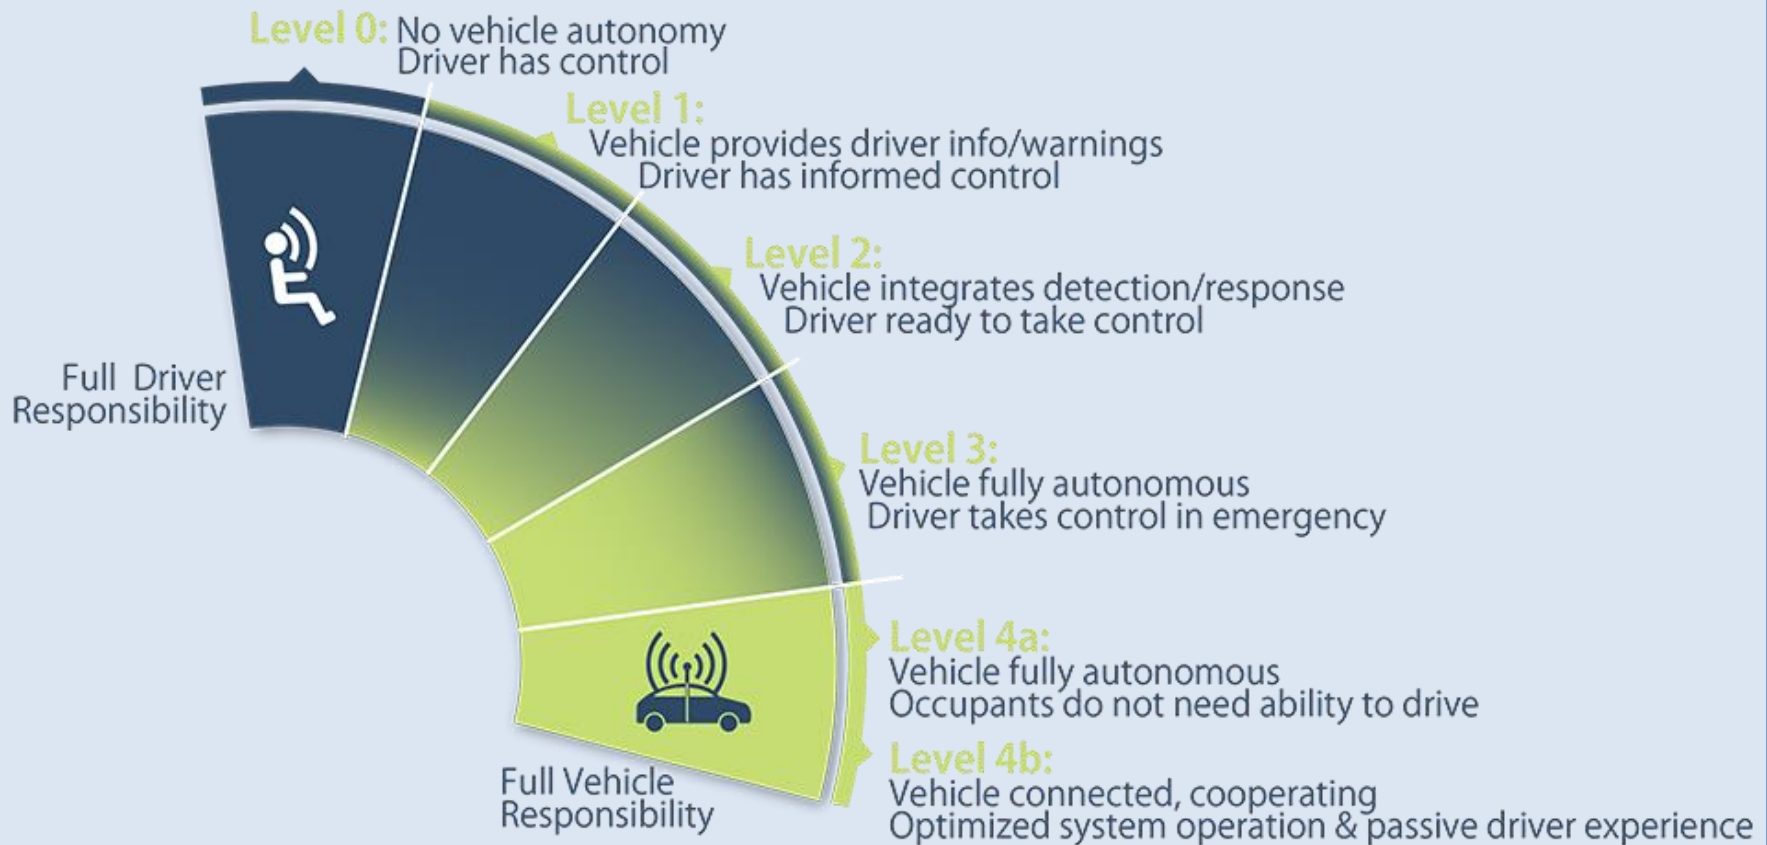 Level 0: No vehicle autonomy
Driver has control
Level 1:
Vehicle provides driver info/warnings
Driver has informed control
Level 2:
Vehicle integrates detection/response
Driver ready to take control
Full Driver
Responsibility
Level 3:
Vehicle fully autonomous
Driver takes control in emergency
Level 4a:
Vehicle fully autonomous
Occupants do not need ability to drive
Level 4b:
Vehicle connected, cooperating
Optimized system operation & passive driver experience
Full Vehicle
Responsibility